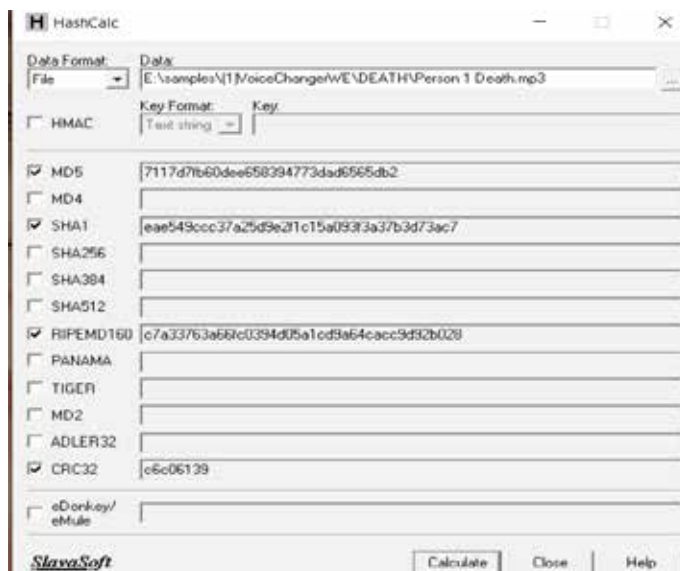 H HashCalc
Data Format: Data:
File E:\samples\(1)VoiceChangerWE\DEATH\Person 1 Death.mp3 ...
Key Format: Key:
HMAC Text string
MD5 7117d7fb60dee658394773dad6565db2
MD4
SHA1 eae549ccc37a25d9e2f1c15a093f3a37b3d73ac7
SHA256
SHA384
SHA512
RIPEMD160 c7a33763a66fc0394d05a1cd9a64cacc9d92b028
PANAMA
TIGER
MD2
ADLER32
CRC32 c6c06139
eDonkey/
eMule
SlavaSoft Calculate Close Help